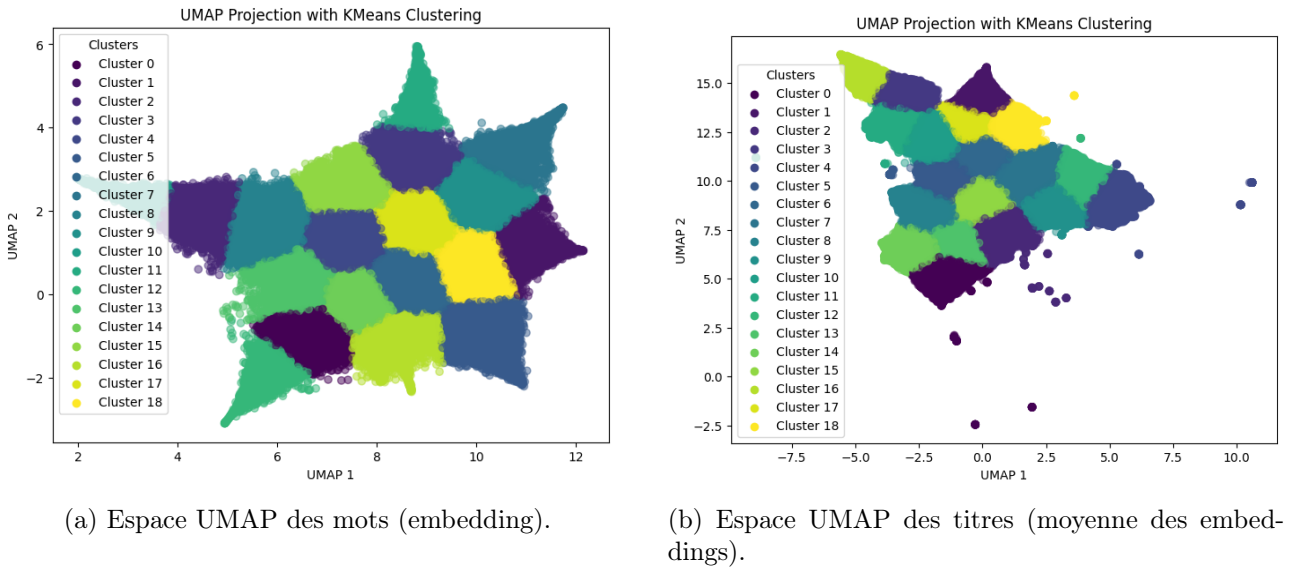 UMAP Projection with KMeans Clustering
6
4
2
0
−2
2
4
6
8
10
12
UMAP 1
UMAP 2
Clusters
Cluster 0
Cluster 1
Cluster 2
Cluster 3
Cluster 4
Cluster 5
Cluster 6
Cluster 7
Cluster 8
Cluster 9
Cluster 10
Cluster 11
Cluster 12
Cluster 13
Cluster 14
Cluster 15
Cluster 16
Cluster 17
Cluster 18
(a) Espace UMAP des mots (embedding).
UMAP Projection with KMeans Clustering
15.0
12.5
10.0
7.5
5.0
2.5
0.0
−2.5
−7.5
−5.0
−2.5
0.0
2.5
5.0
7.5
10.0
UMAP 1
UMAP 2
Clusters
Cluster 0
Cluster 1
Cluster 2
Cluster 3
Cluster 4
Cluster 5
Cluster 6
Cluster 7
Cluster 8
Cluster 9
Cluster 10
Cluster 11
Cluster 12
Cluster 13
Cluster 14
Cluster 15
Cluster 16
Cluster 17
Cluster 18
(b) Espace UMAP des titres (moyenne des embed-
dings).